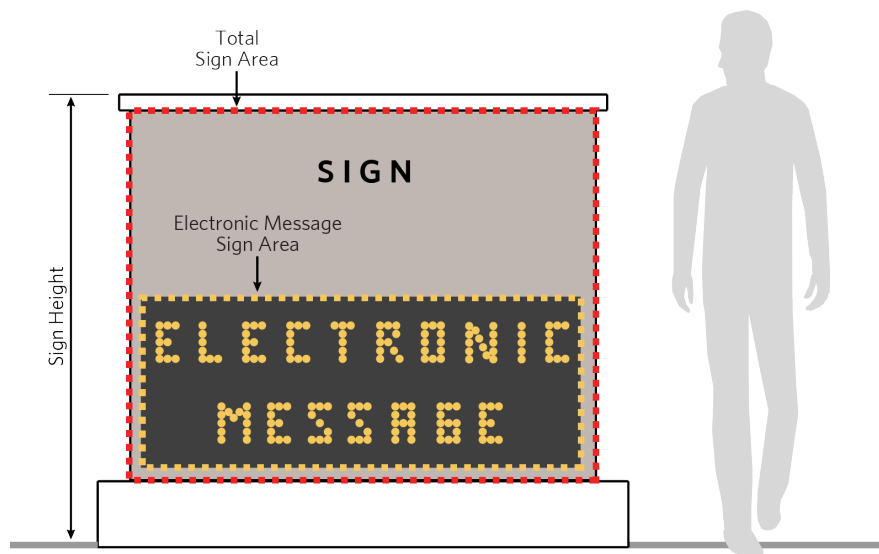 Total
Sign Area
SIGN
Electronic Message
Sign Area
Sign Height
ELECTRONIC
MESSAGE